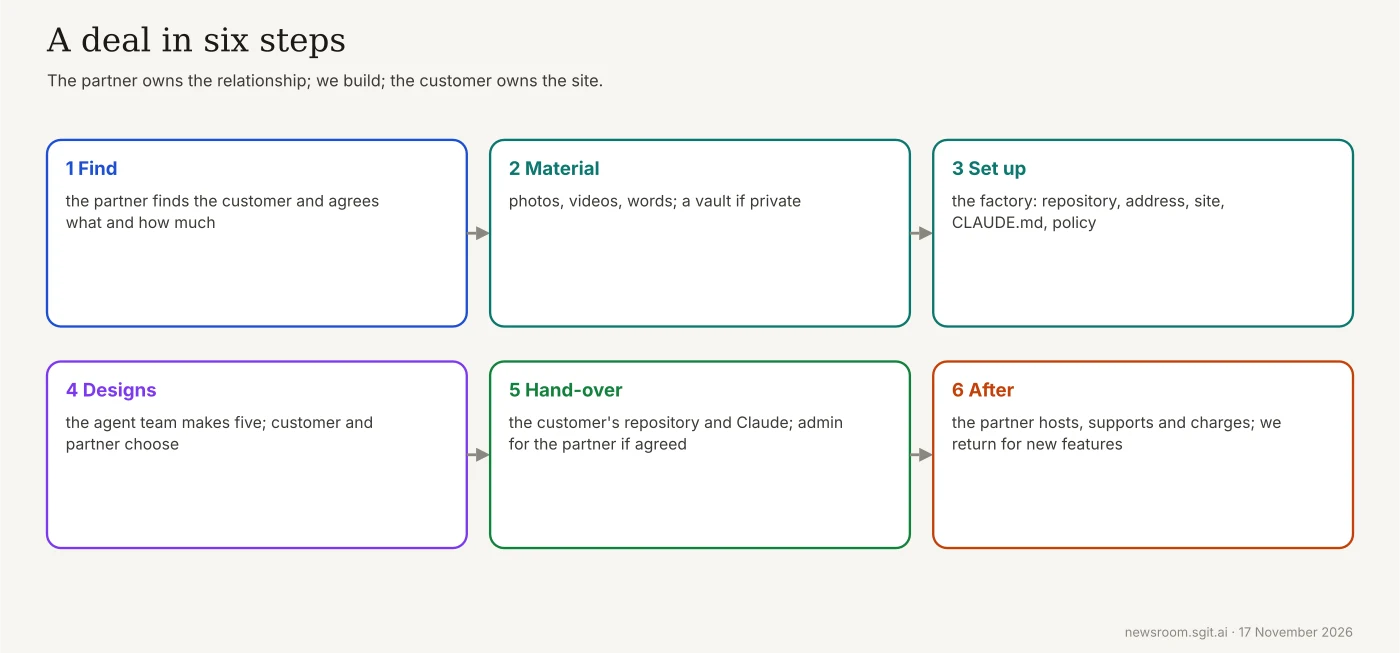 A deal in six steps
The partner owns the relationship; we build; the customer owns the site.
1 Find
the partner finds the customer and agrees
what and how much
2 Material
photos, videos, words; a vault if private
3 Set up
the factory: repository, address, site,
CLAUDE.md, policy
4 Designs
the agent team makes five; customer and
partner choose
5 Hand-over
the customer's repository and Claude; admin
for the partner if agreed
6 After
the partner hosts, supports and charges; we
return for new features
newsroom.sgit.ai · 17 November 2026